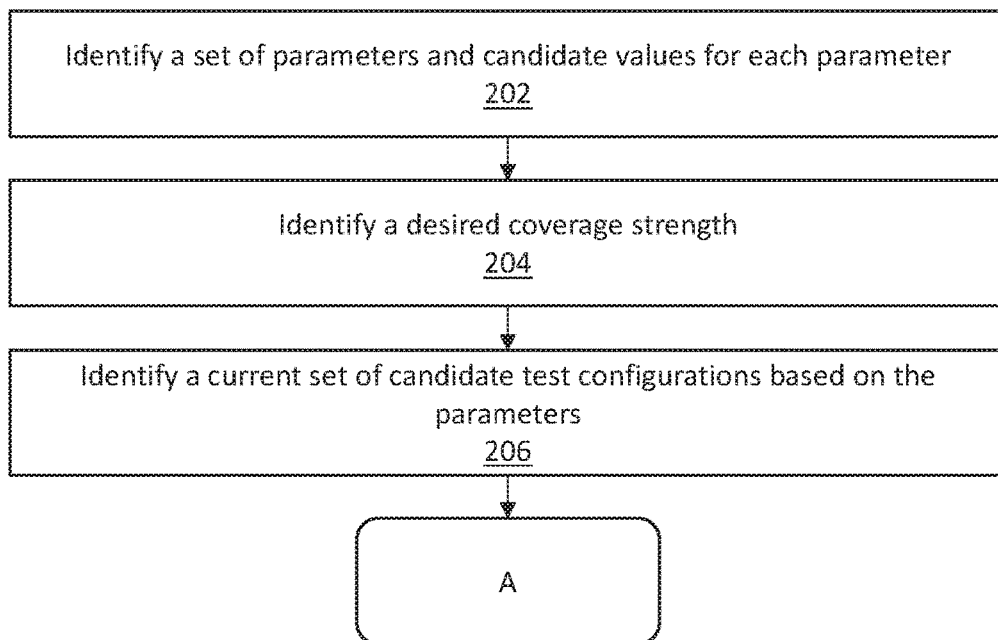 Identify a set of parameters and candidate values for each parameter
202
Identify a desired coverage strength
204
Identify a current set of candidate test configurations based on the
parameters
206
A